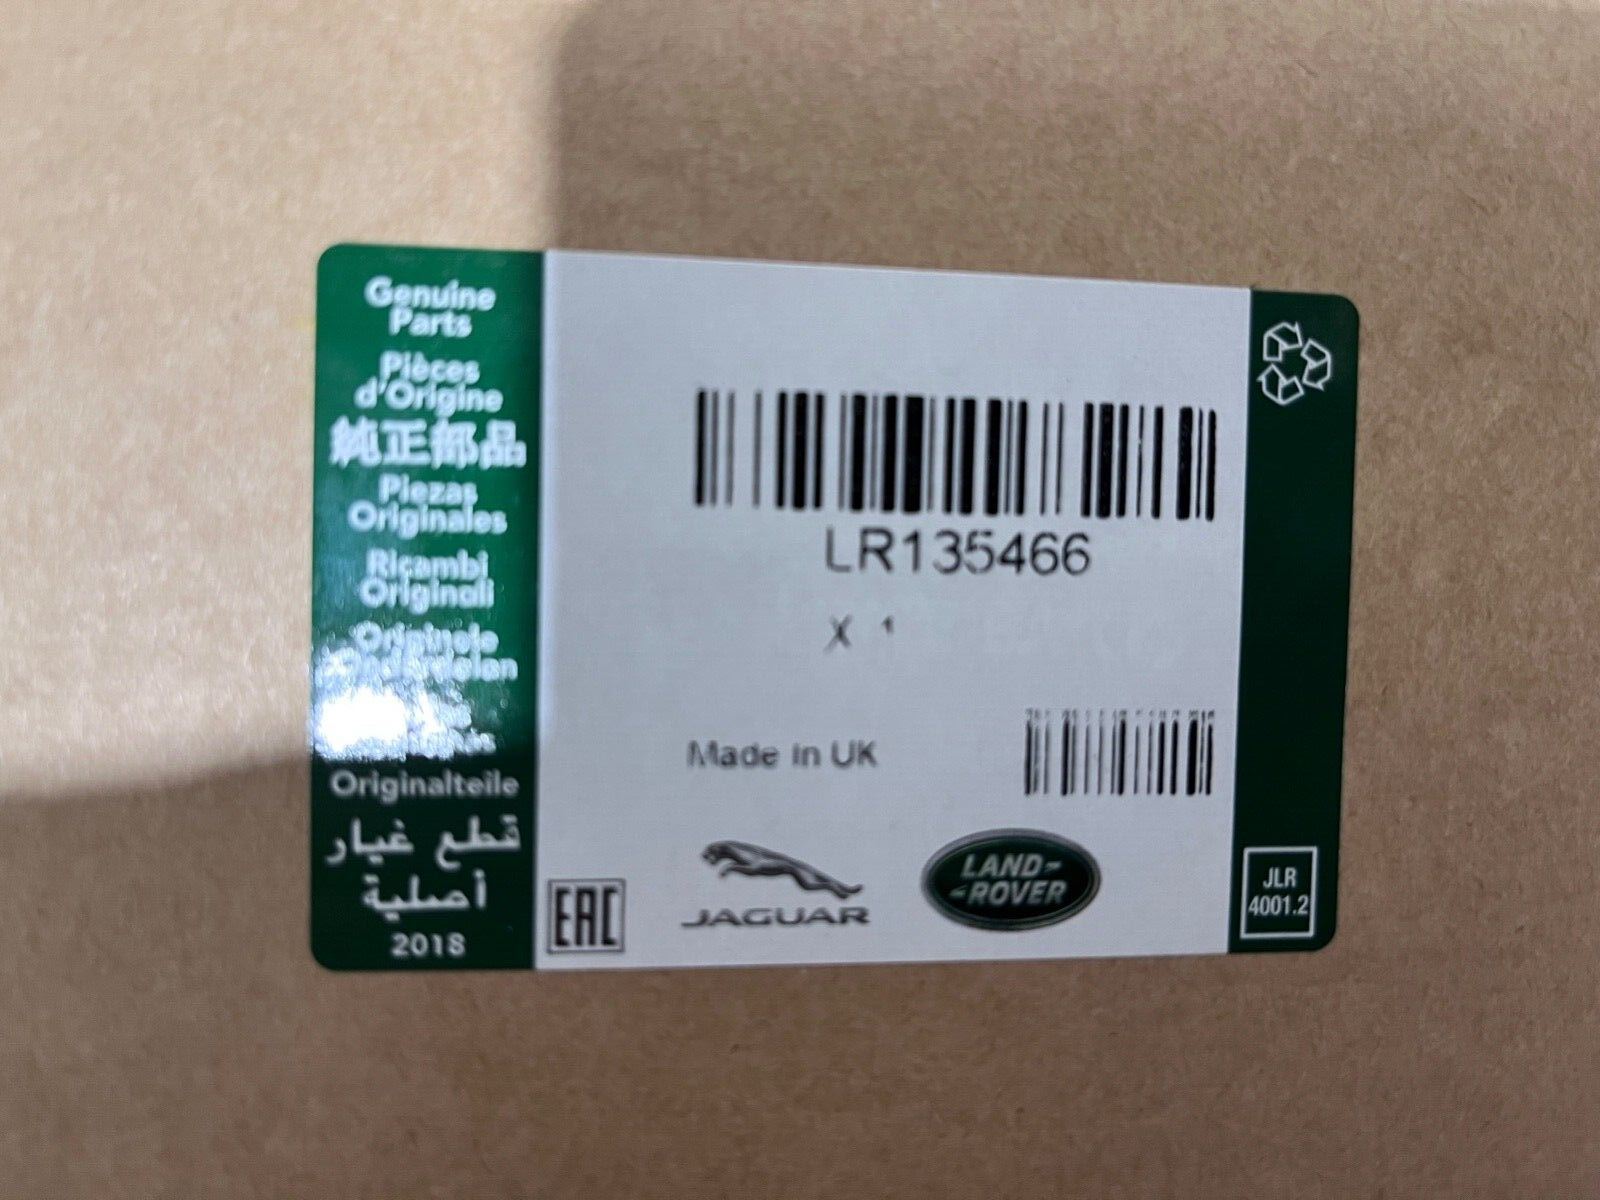 Genuine
Parts
Pièces
d'Origine
純正部品
Piezas
Originales
Ricambi
Originali
Originalteile
قطع غيار
أصلية
2018
LR135466
X 1
Made in UK
EAC
JAGUAR
LAND-
-ROVER
JLR
4001.2